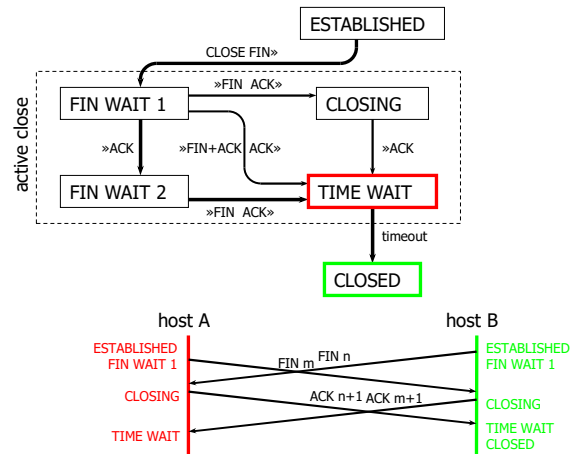 ESTABLISHED
CLOSE FIN»
active close
FIN WAIT 1
»FIN ACK»
CLOSING
»ACK
»FIN+ACK ACK»
»ACK
FIN WAIT 2
»FIN ACK»
TIME WAIT
timeout
CLOSED
host A
host B
ESTABLISHED
FIN WAIT 1
CLOSING
TIME WAIT
FIN m
FIN n
ACK n+1
ACK m+1
ESTABLISHED
FIN WAIT 1
CLOSING
TIME WAIT
CLOSED